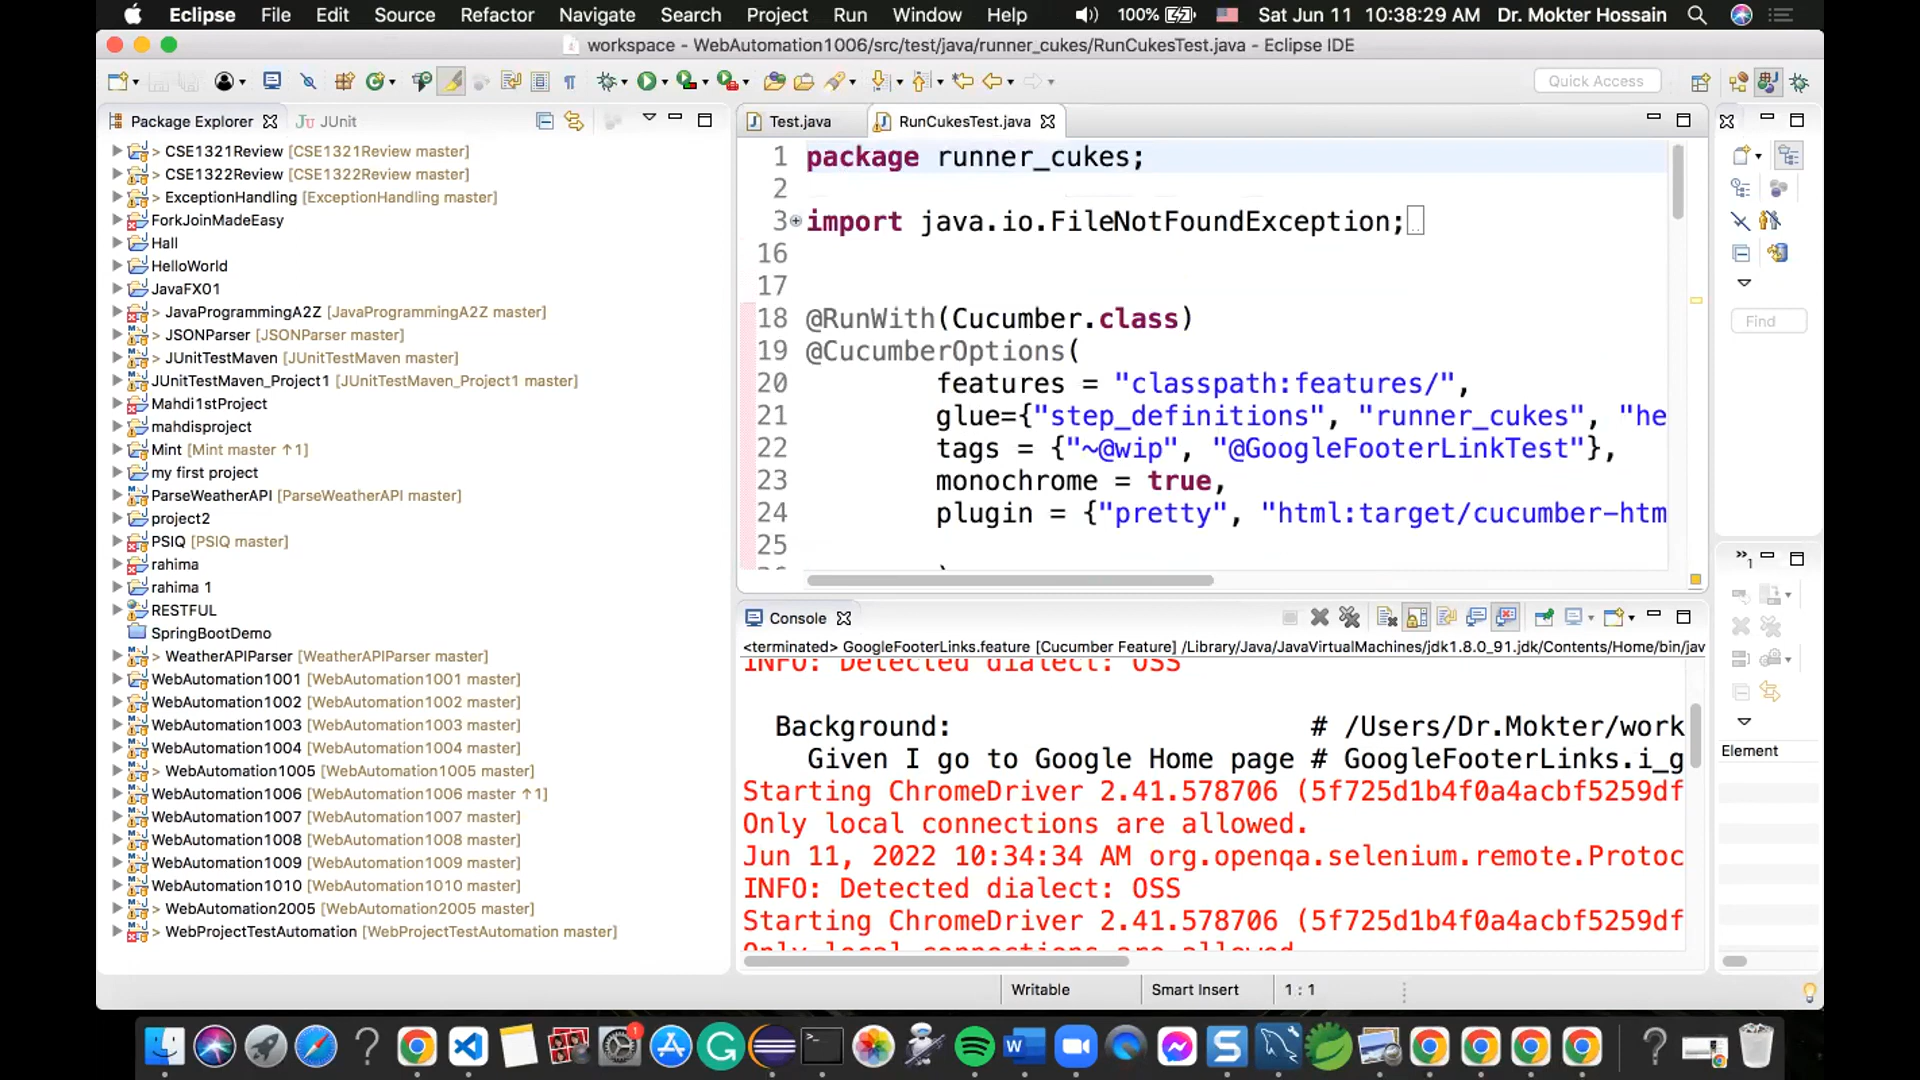 Eclipse File Edit Source Refactor Navigate Search Project Run Window Help 100% Sat Jun 11 10:38:29 AM Dr. Mokter Hossain
workspace - WebAutomation1006/src/test/java/runner_cukes/RunCukesTest.java - Eclipse IDE
Quick Access
Package Explorer JUnit
> CSE1321Review [CSE1321Review master]
> CSE1322Review [CSE1322Review master]
> ExceptionHandling [ExceptionHandling master]
ForkJoinMadeEasy
Hall
HelloWorld
JavaFX01
> JavaProgrammingA2Z [JavaProgrammingA2Z master]
> JSONParser [JSONParser master]
> JUnitTestMaven [JUnitTestMaven master]
JUnitTestMaven_Project1 [JUnitTestMaven_Project1 master]
Mahdi1stProject
mahdisproject
Mint [Mint master ↑1]
my first project
ParseWeatherAPI [ParseWeatherAPI master]
project2
PSIQ [PSIQ master]
rahima
rahima 1
RESTFUL
SpringBootDemo
> WeatherAPIParser [WeatherAPIParser master]
WebAutomation1001 [WebAutomation1001 master]
WebAutomation1002 [WebAutomation1002 master]
WebAutomation1003 [WebAutomation1003 master]
WebAutomation1004 [WebAutomation1004 master]
> WebAutomation1005 [WebAutomation1005 master]
WebAutomation1006 [WebAutomation1006 master ↑1]
WebAutomation1007 [WebAutomation1007 master]
WebAutomation1008 [WebAutomation1008 master]
WebAutomation1009 [WebAutomation1009 master]
WebAutomation1010 [WebAutomation1010 master]
> WebAutomation2005 [WebAutomation2005 master]
> WebProjectTestAutomation [WebProjectTestAutomation master]
Test.java RunCukesTest.java
1 package runner_cukes;
2
3 import java.io.FileNotFoundException;
16
17
18 @RunWith(Cucumber.class)
19 @CucumberOptions(
20 features = "classpath:features/",
21 glue={"step_definitions", "runner_cukes", "he
22 tags = {"~@wip", "@GoogleFooterLinkTest"},
23 monochrome = true,
24 plugin = {"pretty", "html:target/cucumber-htm
25
Find
Console
<terminated> GoogleFooterLinks.feature [Cucumber Feature] /Library/Java/JavaVirtualMachines/jdk1.8.0_91.jdk/Contents/Home/bin/jav
INFO: Detected dialect: OSS
Background: # /Users/Dr.Mokter/work
Given I go to Google Home page # GoogleFooterLinks.i_g
Starting ChromeDriver 2.41.578706 (5f725d1b4f0a4acbf5259df
Only local connections are allowed.
Jun 11, 2022 10:34:34 AM org.openqa.selenium.remote.Protoc
INFO: Detected dialect: OSS
Starting ChromeDriver 2.41.578706 (5f725d1b4f0a4acbf5259df
Only local connections are allowed
Element
Writable Smart Insert 1 : 1